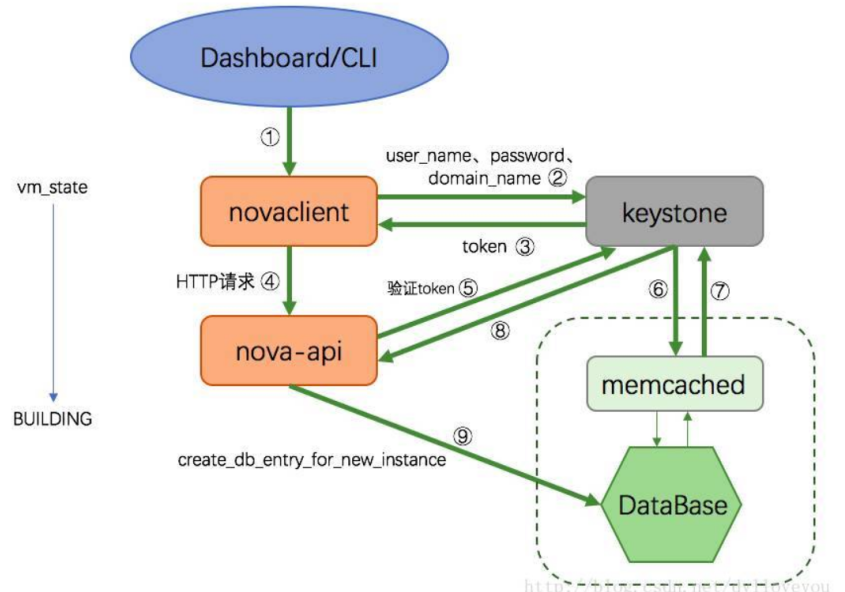 Dashboard/CLI
①
user_name、password、
domain_name ②
vm_state
novaclient
keystone
token ③
HTTP请求 ④
验证token ⑤
⑥
⑦
⑧
nova-api
memcached
BUILDING
⑨
create_db_entry_for_new_instance
DataBase
http://blog.csdn.net/dylloveyou